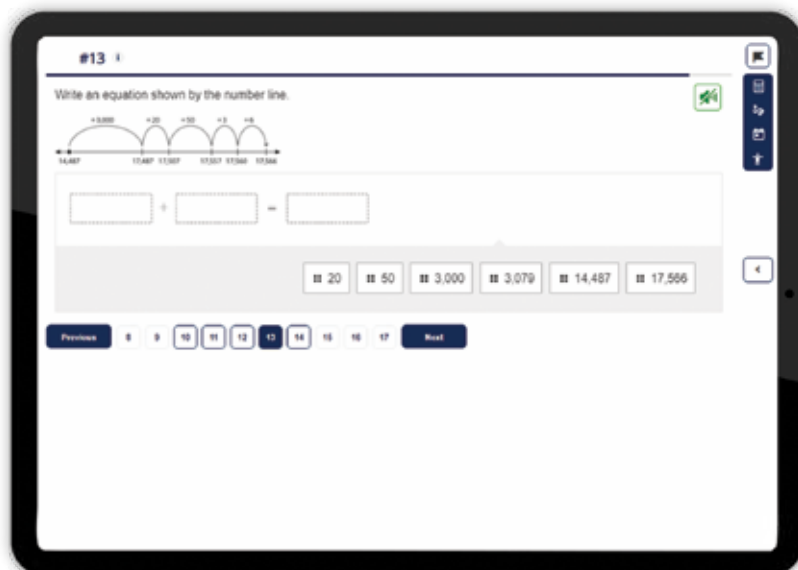 #13
Write an equation shown by the number line.
+3,000 +20 +50 +3 +6
14,487 17,487 17,507 17,557 17,560 17,566
+ =
20 50 3,000 3,079 14,487 17,566
Previous 8 9 10 11 12 13 14 15 16 17 Next